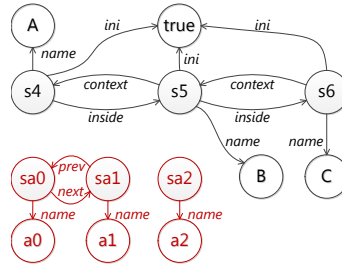 A
true
name
ini
ini
ini
s4
context
s5
context
s6
inside
inside
name
name
B
C
sa0
prev
next
sa1
sa2
name
name
name
a0
a1
a2